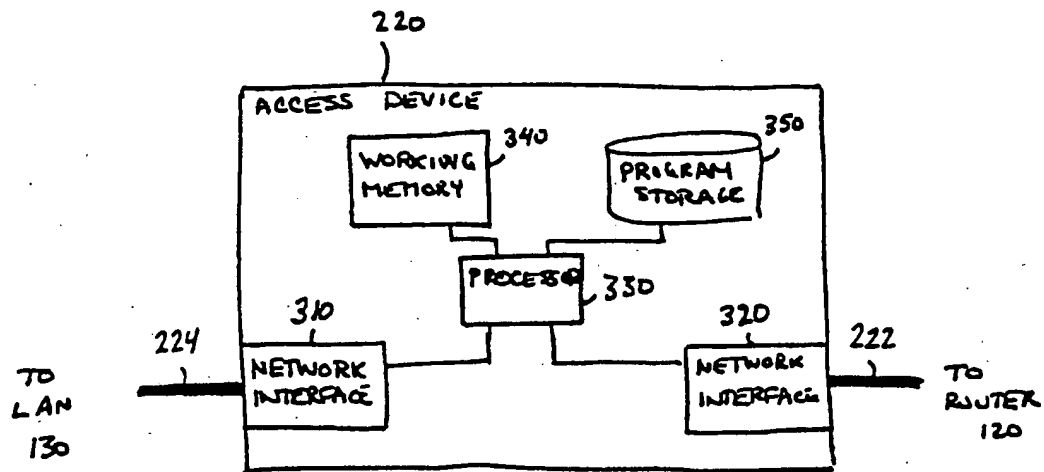 220
ACCESS DEVICE
340
350
WORKING
MEMORY
PROGRAM
STORAGE
PROCESSOR
330
310
320
224
222
NETWORK
INTERFACE
NETWORK
INTERFACE
TO
LAN
130
TO
ROUTER
120